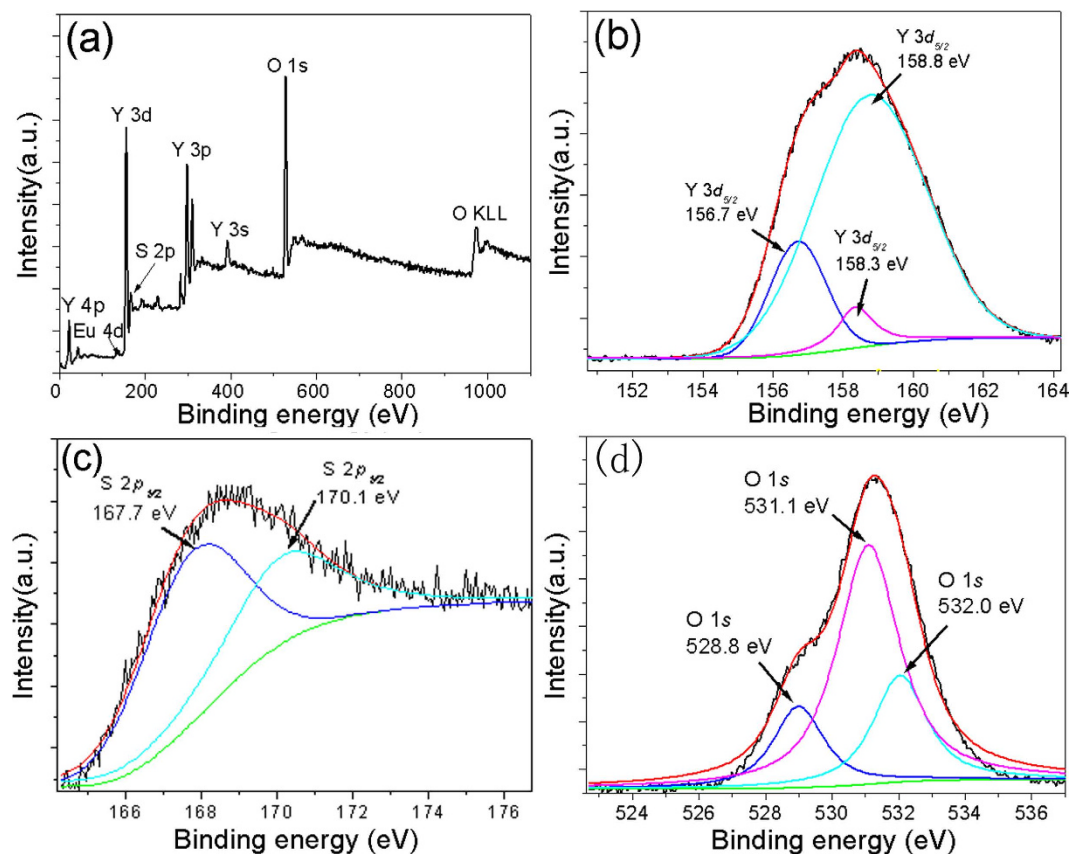 (a)
O 1s
Y 3d
Y 3p
O KLL
Y 3s
S 2p
Y 4p
Eu 4d
Intensity(a.u.)
0 200 400 600 800 1000
Binding energy (eV)
(b)
Y 3d5/2
158.8 eV
Y 3d5/2
156.7 eV
Y 3d5/2
158.3 eV
Intensity(a.u.)
152 154 156 158 160 162 164
Binding energy (eV)
(c)
S 2p
167.7 eV
S 2p
170.1 eV
Intensity(a.u.)
166 168 170 172 174 176
Binding energy (eV)
(d)
O 1s
531.1 eV
O 1s
532.0 eV
O 1s
528.8 eV
Intensity(a.u.)
524 526 528 530 532 534 536
Binding energy (eV)